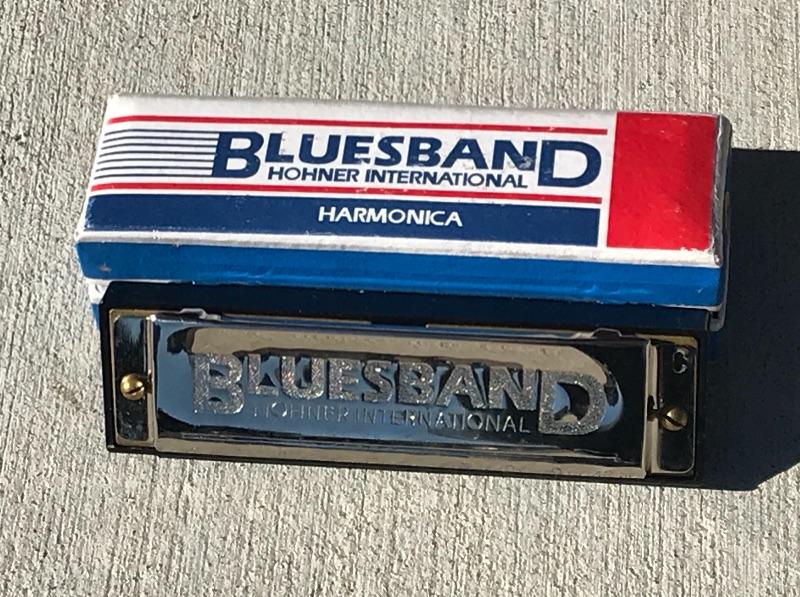 BLUESBAND
HOHNER INTERNATIONAL
HARMONICA
BLUESBAND
HOHNER INTERNATIONAL
C